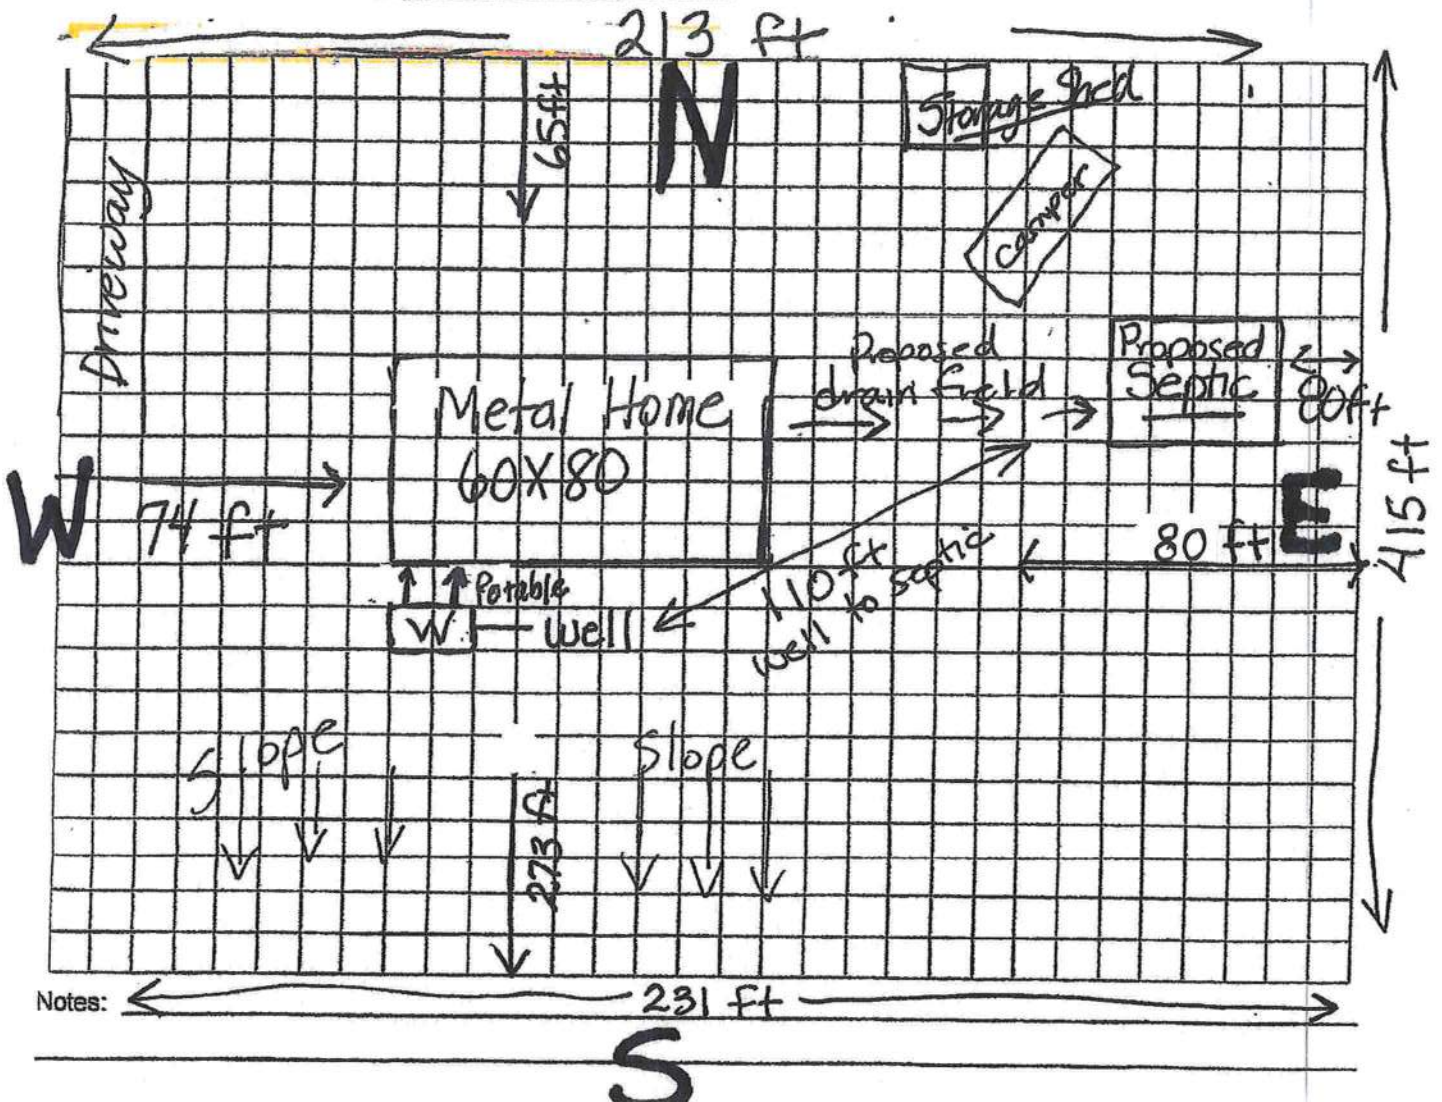 213 ft
N
65ft
Storage Shed
Camper
Driveway
Proposed
drain field
Proposed
Septic
80ft
Metal Home
60X80
W
74 ft
E
415 ft
80 ft
110 ft
well to septic
Potable
W
Well
Slope
Slope
273 ft
Notes:
231 ft
S